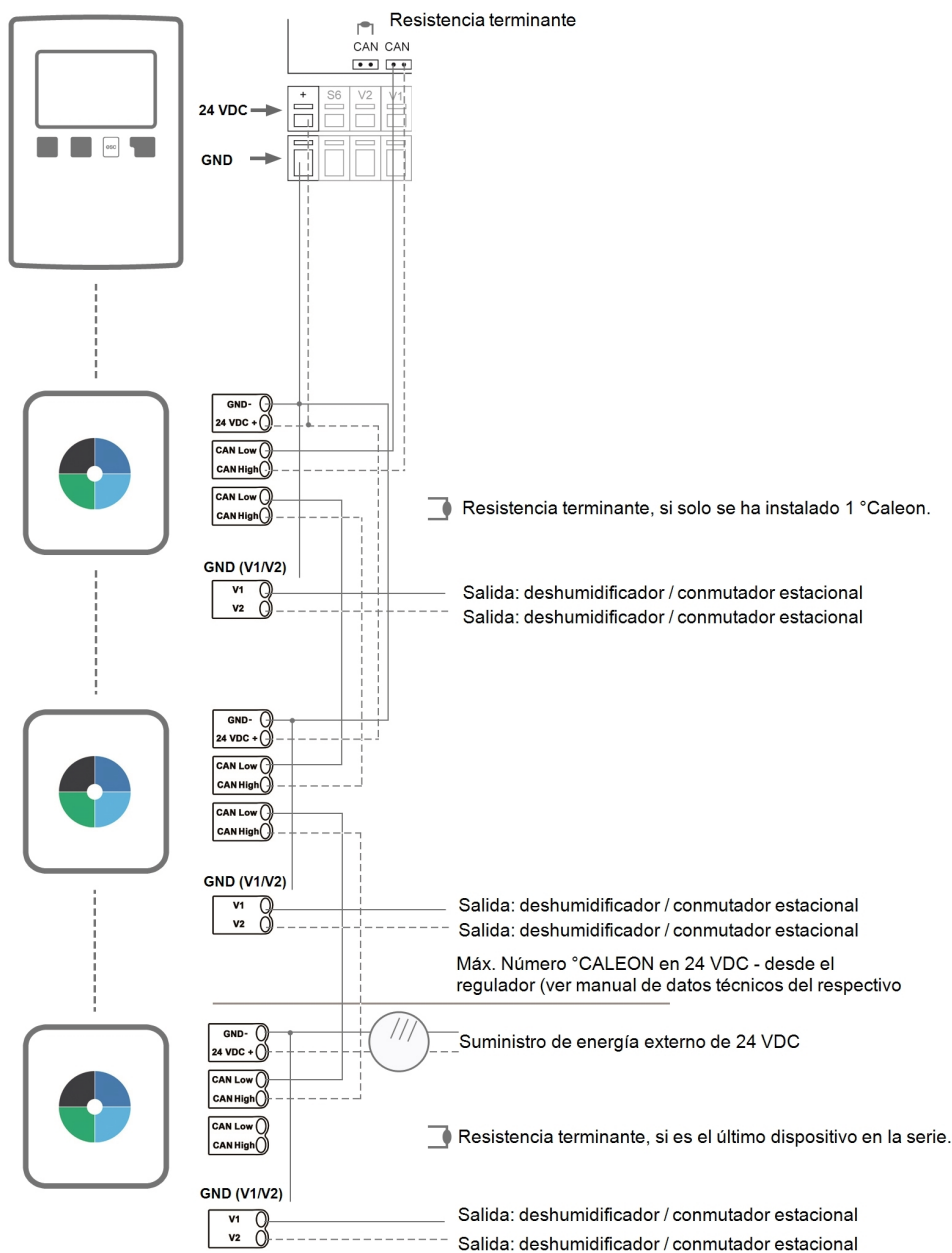 Resistencia terminante
CAN CAN
+ S6 V2 V1
24 VDC
GND
esc
GND-
24 VDC +
CAN Low
CAN High
CAN Low
CAN High
Resistencia terminante, si solo se ha instalado 1 °Caleon.
GND (V1/V2)
V1
V2
Salida: deshumidificador / conmutador estacional
Salida: deshumidificador / conmutador estacional
GND-
24 VDC +
CAN Low
CAN High
CAN Low
CAN High
GND (V1/V2)
V1
V2
Salida: deshumidificador / conmutador estacional
Salida: deshumidificador / conmutador estacional
Máx. Número °CALEON en 24 VDC - desde el
regulador (ver manual de datos técnicos del respectivo
GND-
24 VDC +
Suministro de energía externo de 24 VDC
CAN Low
CAN High
CAN Low
CAN High
Resistencia terminante, si es el último dispositivo en la serie.
GND (V1/V2)
V1
V2
Salida: deshumidificador / conmutador estacional
Salida: deshumidificador / conmutador estacional